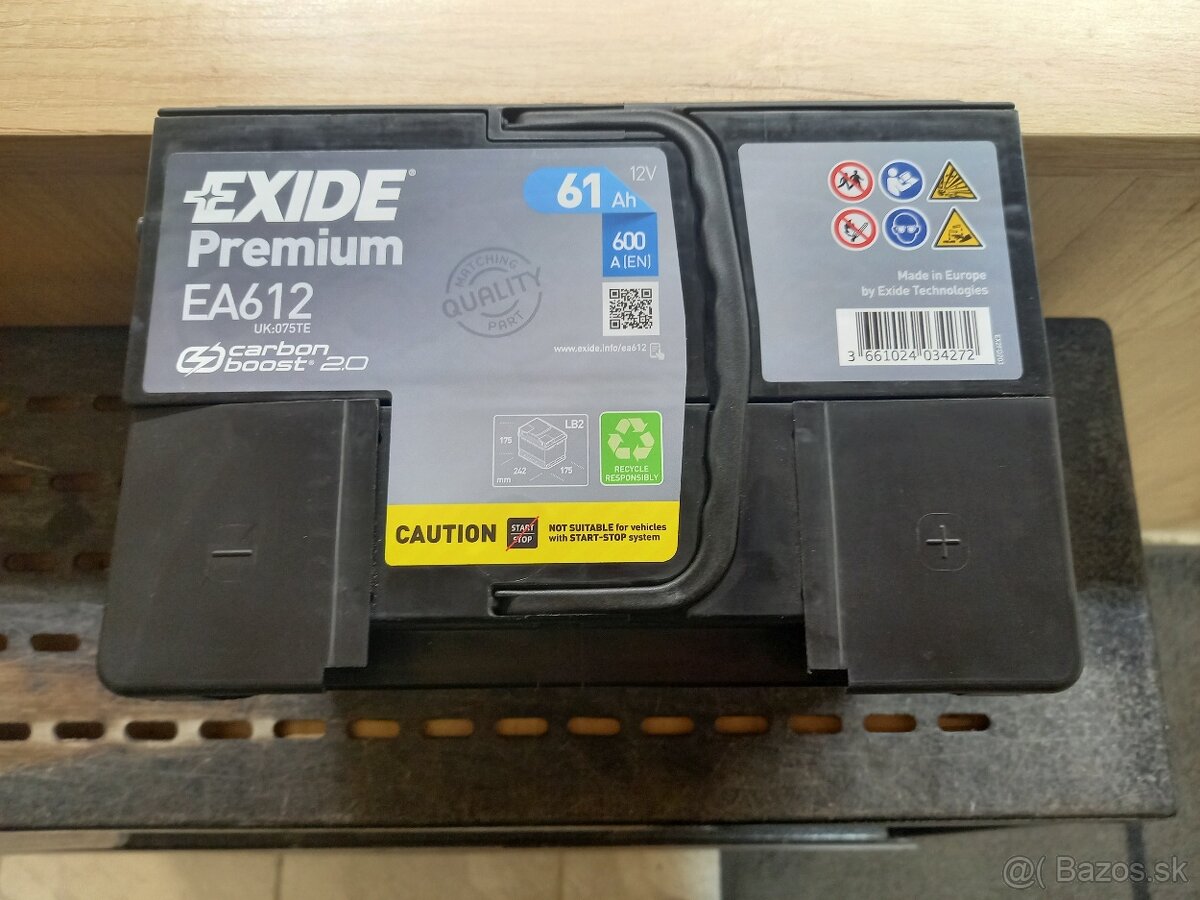 EXIDE®
Premium
EA612
UK:075TE
carbon
boost® 2.0
MATCHING
QUALITY
PART
12V
61 Ah
600
A (EN)
www.exide.info/ea612
LB2
175
242
175
mm
RECYCLE
RESPONSIBLY
CAUTION
START
STOP
NOT SUITABLE for vehicles
with START-STOP system
Made in Europe
by Exide Technologies
3 661024 034272
-
+
@( Bazos.sk